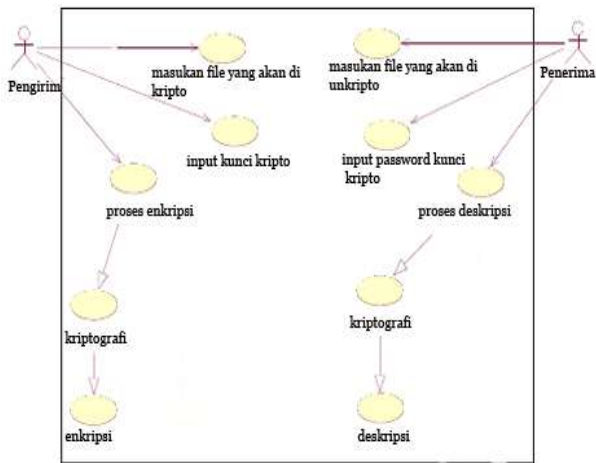 Pengirim
masukan file yang akan di
kripto
input kunci kripto
proses enkripsi
kriptografi
enkripsi
Penerima
masukan file yang akan di
unkripto
input password kunci
kripto
proses deskripsi
kriptografi
deskripsi